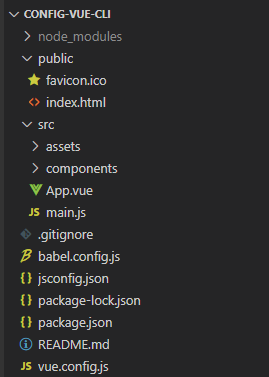 CONFIG-VUE-CLI
node_modules
public
favicon.ico
index.html
src
assets
components
App.vue
JS main.js
.gitignore
babel.config.js
{ } jsconfig.json
{ } package-lock.json
{ } package.json
README.md
JS vue.config.js